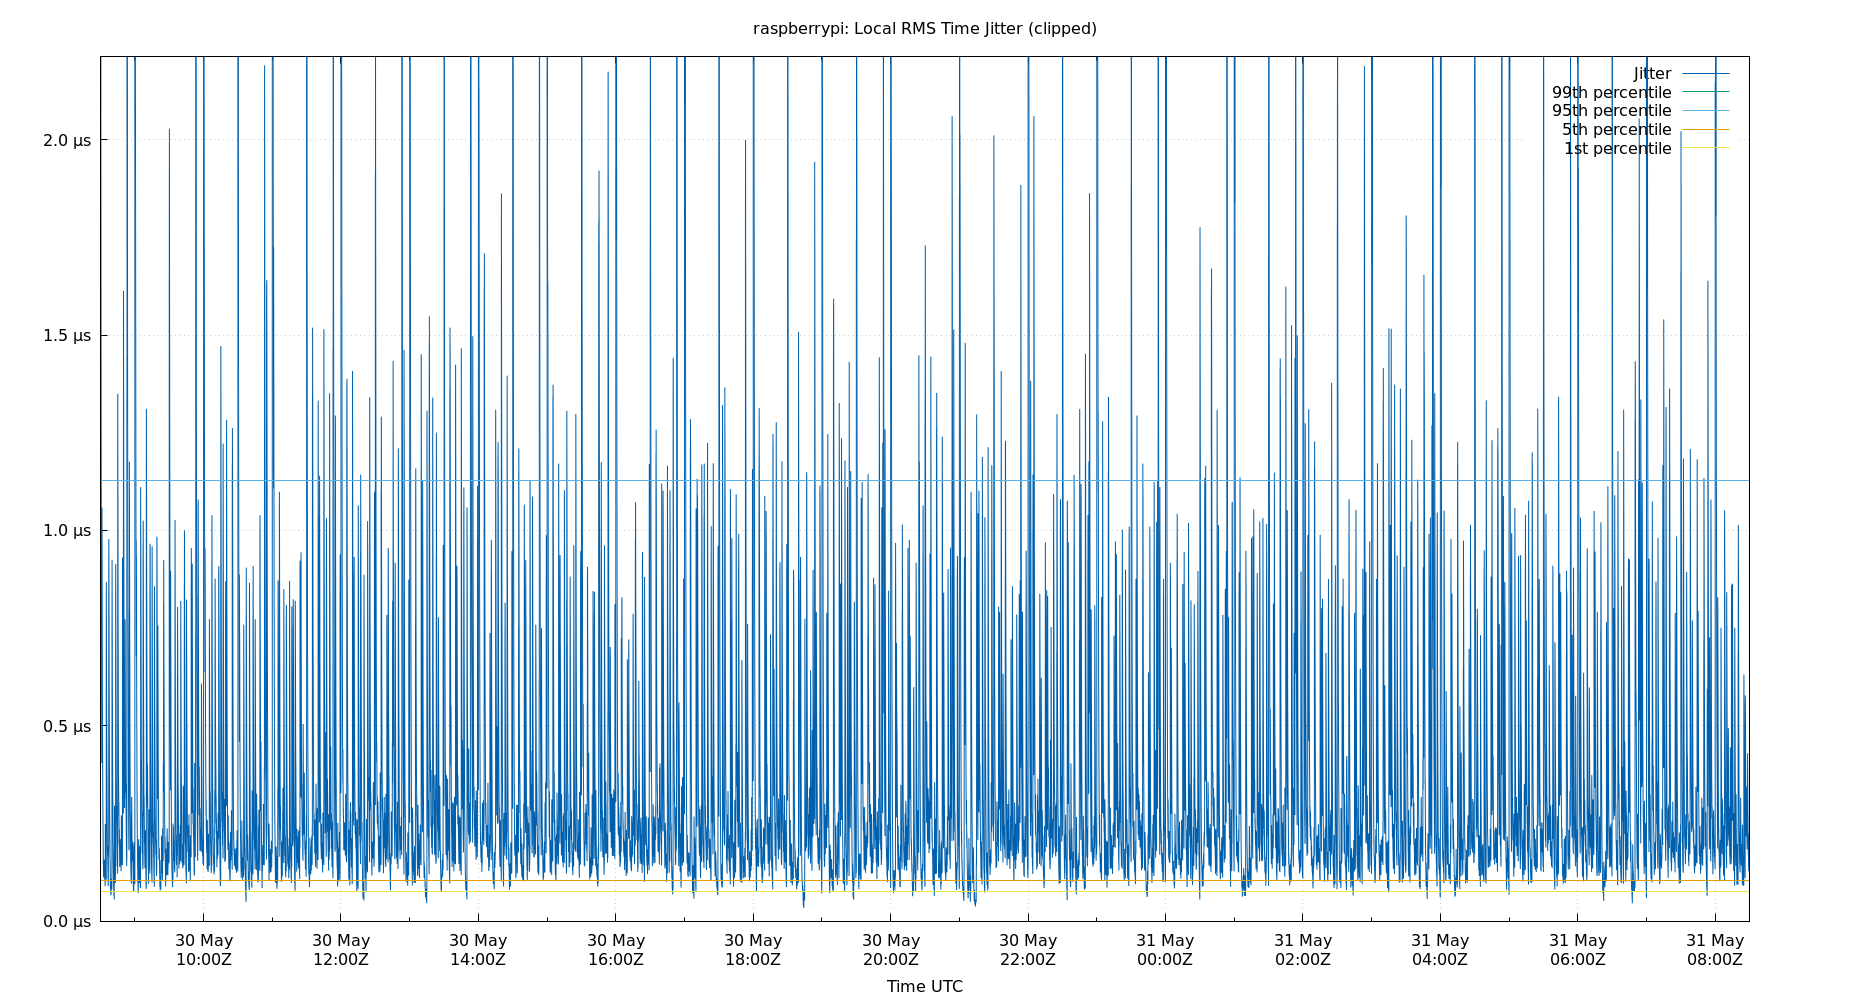 raspberrypi: Local RMS Time Jitter (clipped)
Jitter
99th percentile
95th percentile
5th percentile
1st percentile
2.0 µs
1.5 µs
1.0 µs
0.5 µs
0.0 µs
30 May 30 May 30 May 30 May 30 May 30 May 30 May 31 May 31 May 31 May 31 May 31 May
10:00Z 12:00Z 14:00Z 16:00Z 18:00Z 20:00Z 22:00Z 00:00Z 02:00Z 04:00Z 06:00Z 08:00Z
Time UTC